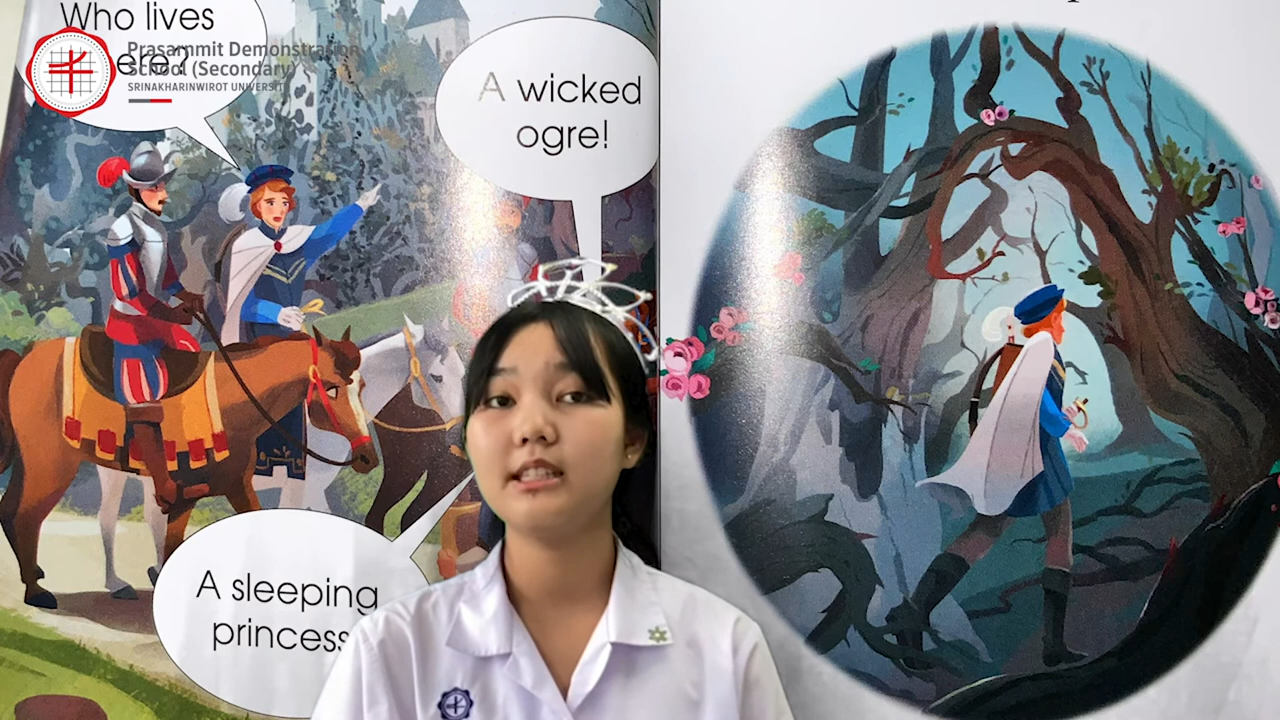 Who lives
Prasammit Demonstration
School (Secondary)
SRINAKHARINWIROT UNIVERSITY
A wicked
ogre!
A sleeping
princess